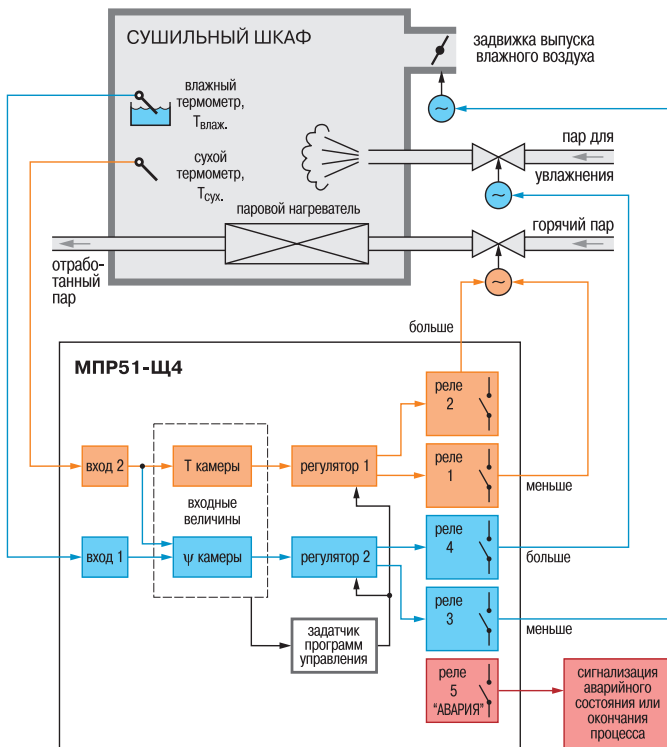 СУШИЛЬНЫЙ ШКАФ
задвижка выпуска
влажного воздуха
влажный
термометр,
Tвлаж.
сухой
термометр,
Tсух.
пар для
увлажнения
паровой нагреватель
горячий пар
отрабо-
танный
пар
больше
МПР51-Щ4
реле
2
вход 2
T камеры
регулятор 1
реле
1
меньше
входные
величины
вход 1
ψ камеры
регулятор 2
реле
4
больше
реле
3
меньше
задатчик
программ
управления
реле
5
"АВАРИЯ"
сигнализация
аварийного
состояния или
окончания
процесса